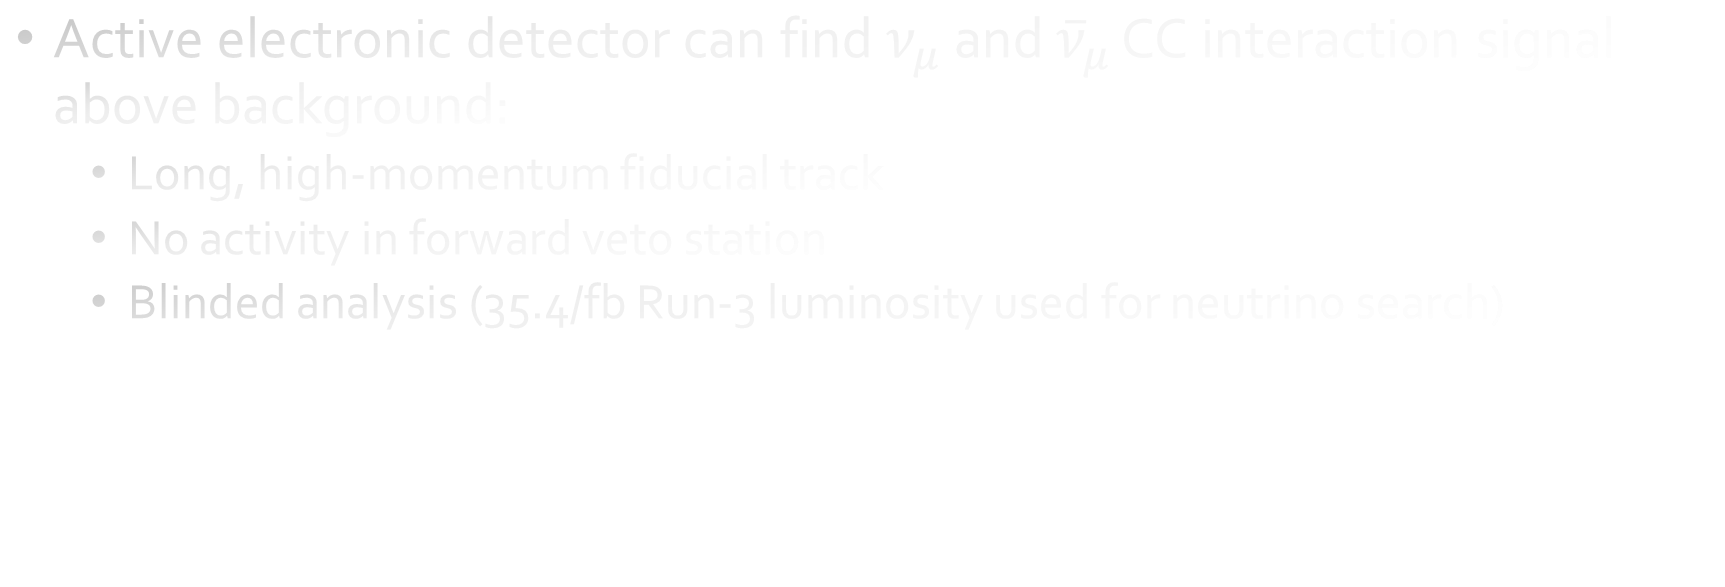 • Active electronic detector can find ν_μ and ν̄_μ CC interaction signal
above background:
• Long, high-momentum fiducial track
• No activity in forward veto station
• Blinded analysis (35.4/fb Run-3 luminosity used for neutrino search)